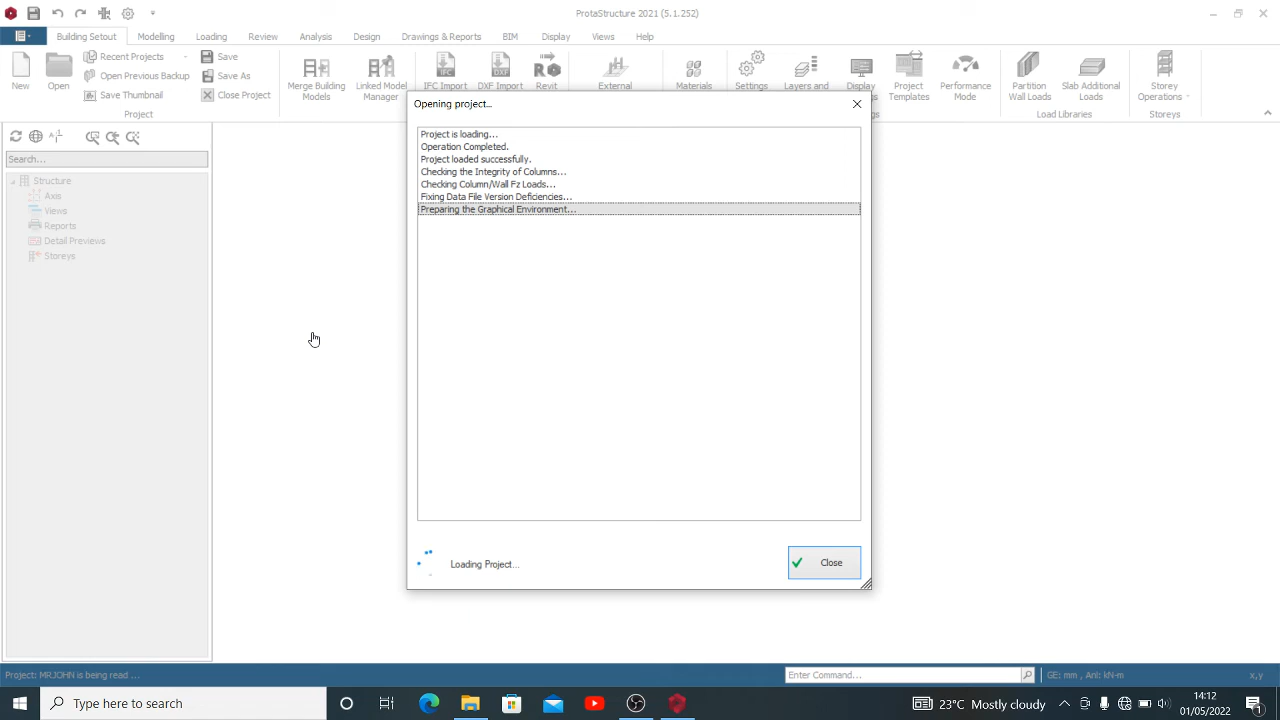 ProtaStructure 2021 (5.1.252)
Building Setout Modelling Loading Review Analysis Design Drawings & Reports BIM Display Views Help
New
Open
Recent Projects
Open Previous Backup
Save Thumbnail
Save
Save As
Close Project
Project
Merge Building Models
Linked Model Manager
IFC Import
DXF Import
Revit
External
Materials
Settings
Layers and
Display
Project Templates
Performance Mode
Partition Wall Loads
Slab Additional Loads
Load Libraries
Storey Operations
Storeys
Search...
Structure
Axis
Views
Reports
Detail Previews
Storeys
Opening project...
Project is loading...
Operation Completed.
Project loaded successfully.
Checking the Integrity of Columns...
Checking Column/Wall Fz Loads...
Fixing Data File Version Deficiencies...
Preparing the Graphical Environment...
Loading Project...
Close
Project: MRJOHN is being read ...
Enter Command...
GE: mm , Anl: kN-m
x,y
Type here to search
23°C Mostly cloudy
14:12
01/05/2022